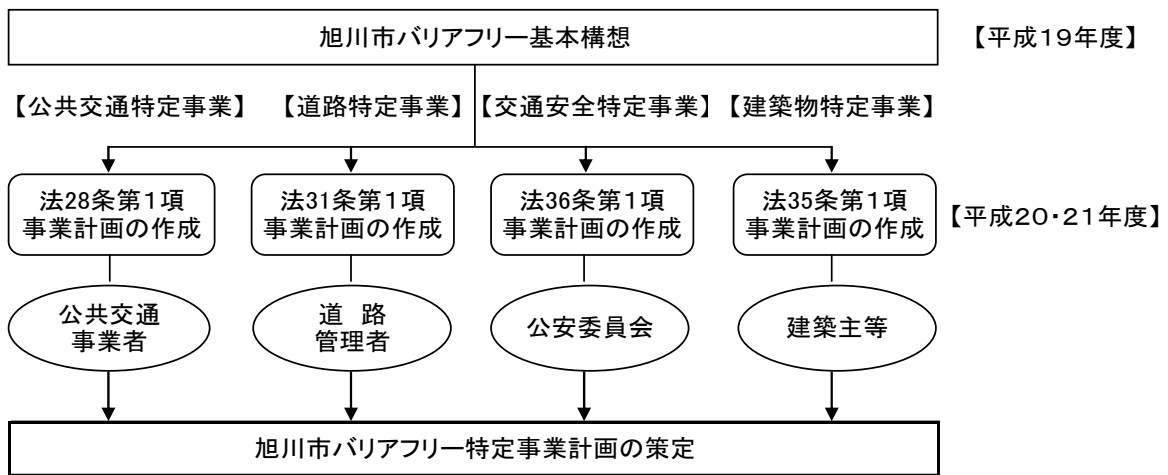 旭川市バリアフリー基本構想
【平成19年度】
【公共交通特定事業】
【道路特定事業】
【交通安全特定事業】
【建築物特定事業】
法28条第1項
事業計画の作成
法31条第1項
事業計画の作成
法36条第1項
事業計画の作成
法35条第1項
事業計画の作成
【平成20・21年度】
公共交通
事業者
道 路
管理者
公安委員会
建築主等
旭川市バリアフリー特定事業計画の策定